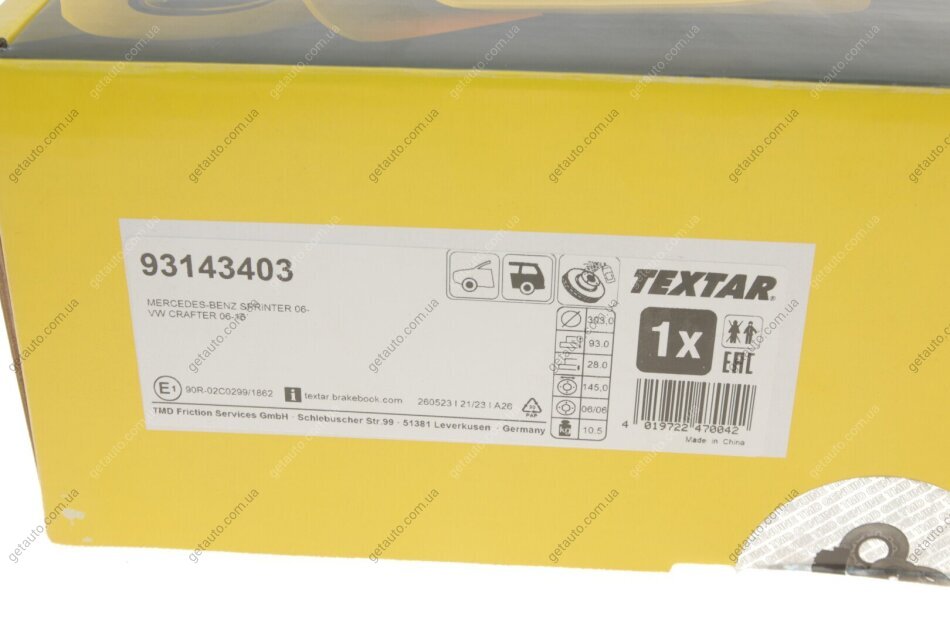 93143403
MERCEDES-BENZ SPRINTER 06-
VW CRAFTER 06-16
E1 90R-02C0299/1862
i textar.brakebook.com
260523 I 21/23 I A26
PAP
TMD Friction Services GmbH - Schlebuscher Str.99 - 51381 Leverkusen - Germany
303.0
93.0
28.0
145.0
06/06
kg 10.5
TEXTAR
1x
EAC
4 019722 470042
Made in China
getauto.com.ua